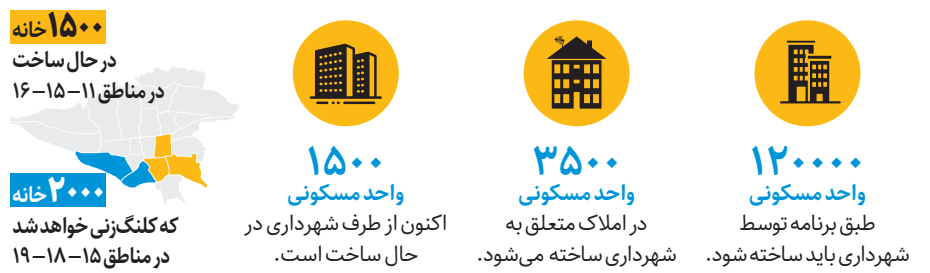 ۱۲۰۰۰۰
واحد مسکونی
طبق برنامه توسط
شهرداری باید ساخته شود.
۳۵۰۰
واحد مسکونی
در املاک متعلق به
شهرداری ساخته می‌شود.
۱۵۰۰
واحد مسکونی
اکنون از طرف شهرداری در
حال ساخت است.
۱۵۰۰ خانه
در حال ساخت
در مناطق ۱۱-۱۵-۱۶
۲۰۰۰ خانه
که کلنگ‌زنی خواهد شد
در مناطق ۱۵-۱۸-۱۹